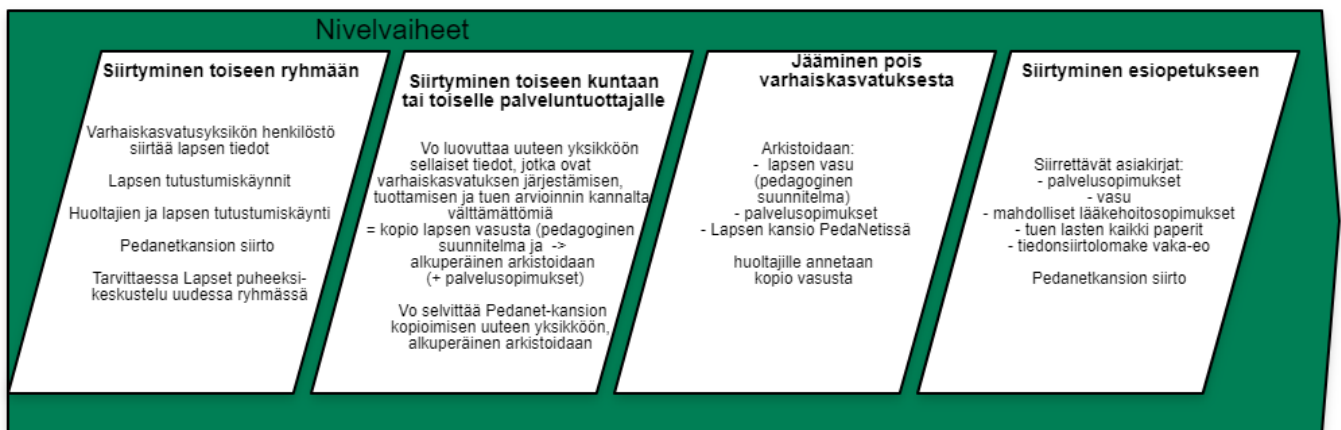 Nivelvaiheet
Siirtyminen toiseen ryhmään
Varhaiskasvatusyksikön henkilöstö
siirtää lapsen tiedot
Lapsen tutustumiskäynnit
Huoltajien ja lapsen tutustumiskäynti
Pedanetkansion siirto
Tarvittaessa Lapset puheeksi-
keskustelu uudessa ryhmässä
Siirtyminen toiseen kuntaan
tai toiselle palveluntuottajalle
Vo luovuttaa uuteen yksikköön
sellaiset tiedot, jotka ovat
varhaiskasvatuksen järjestämisen,
tuottamisen ja tuen arvioinnin kannalta
välttämättömiä
= kopio lapsen vasusta (pedagoginen
suunnitelma ja ->
alkuperäinen arkistoidaan
(+ palvelusopimukset)
Vo selvittää Pedanet-kansion
kopioimisen uuteen yksikköön,
alkuperäinen arkistoidaan
Jääminen pois
varhaiskasvatuksesta
Arkistoidaan:
- lapsen vasu
(pedagoginen
suunnitelma)
- palvelusopimukset
- Lapsen kansio PedaNetissä
huoltajille annetaan
kopio vasusta
Siirtyminen esiopetukseen
Siirrettävät asiakirjat:
- palvelusopimukset
- vasu
- mahdolliset lääkehoitosopimukset
- tuen lasten kaikki paperit
- tiedonsiirtolomake vaka-eo
Pedanetkansion siirto